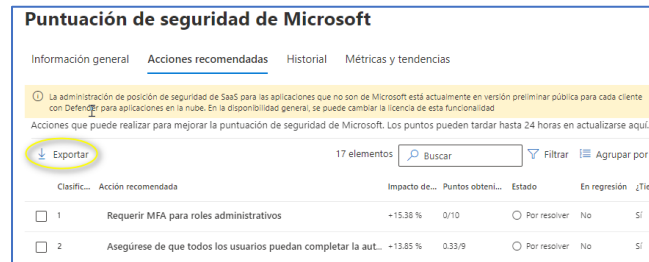 Puntuación de seguridad de Microsoft
Información general Acciones recomendadas Historial Métricas y tendencias
La administración de posición de seguridad de SaaS para las aplicaciones que no son de Microsoft está actualmente en versión preliminar pública para cada cliente
con Defender para aplicaciones en la nube. En la disponibilidad general, se puede cambiar la licencia de esta funcionalidad
Acciones que puede realizar para mejorar la puntuación de seguridad de Microsoft. Los puntos pueden tardar hasta 24 horas en actualizarse aquí.
Exportar 17 elementos Buscar Filtrar Agrupar por
Clasific... Acción recomendada Impacto de... Puntos obteni... Estado En regresión ¿Tie
1 Requerir MFA para roles administrativos +15.38 % 0/10 Por resolver No Sí
2 Asegúrese de que todos los usuarios puedan completar la aut... +13.85 % 0.33/9 Por resolver No Sí